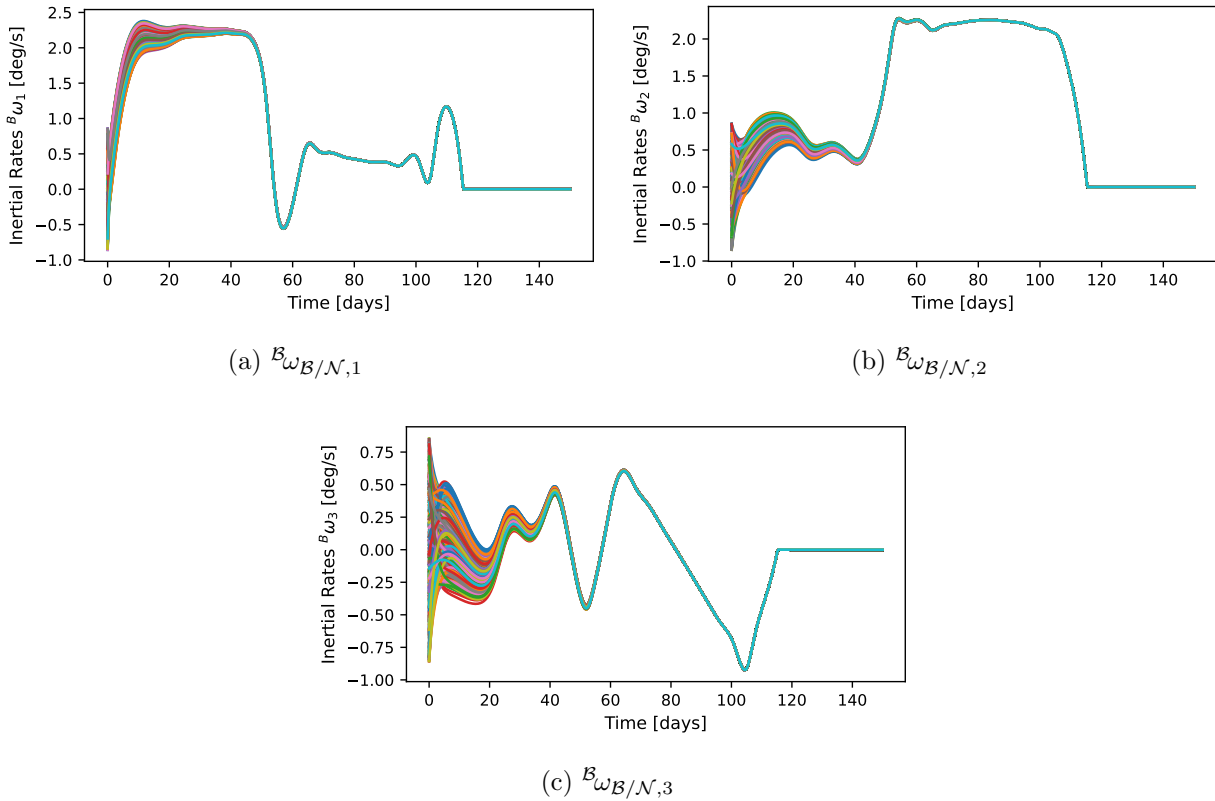 2.5
2.0
1.5
1.0
0.5
0.0
−0.5
−1.0
0 20 40 60 80 100 120 140
Time [days]
Inertial Rates ᴮω₁ [deg/s]
(a) ᴮω_B/N,1
2.0
1.5
1.0
0.5
0.0
−0.5
−1.0
0 20 40 60 80 100 120 140
Time [days]
Inertial Rates ᴮω₂ [deg/s]
(b) ᴮω_B/N,2
0.75
0.50
0.25
0.00
−0.25
−0.50
−0.75
−1.00
0 20 40 60 80 100 120 140
Time [days]
Inertial Rates ᴮω₃ [deg/s]
(c) ᴮω_B/N,3